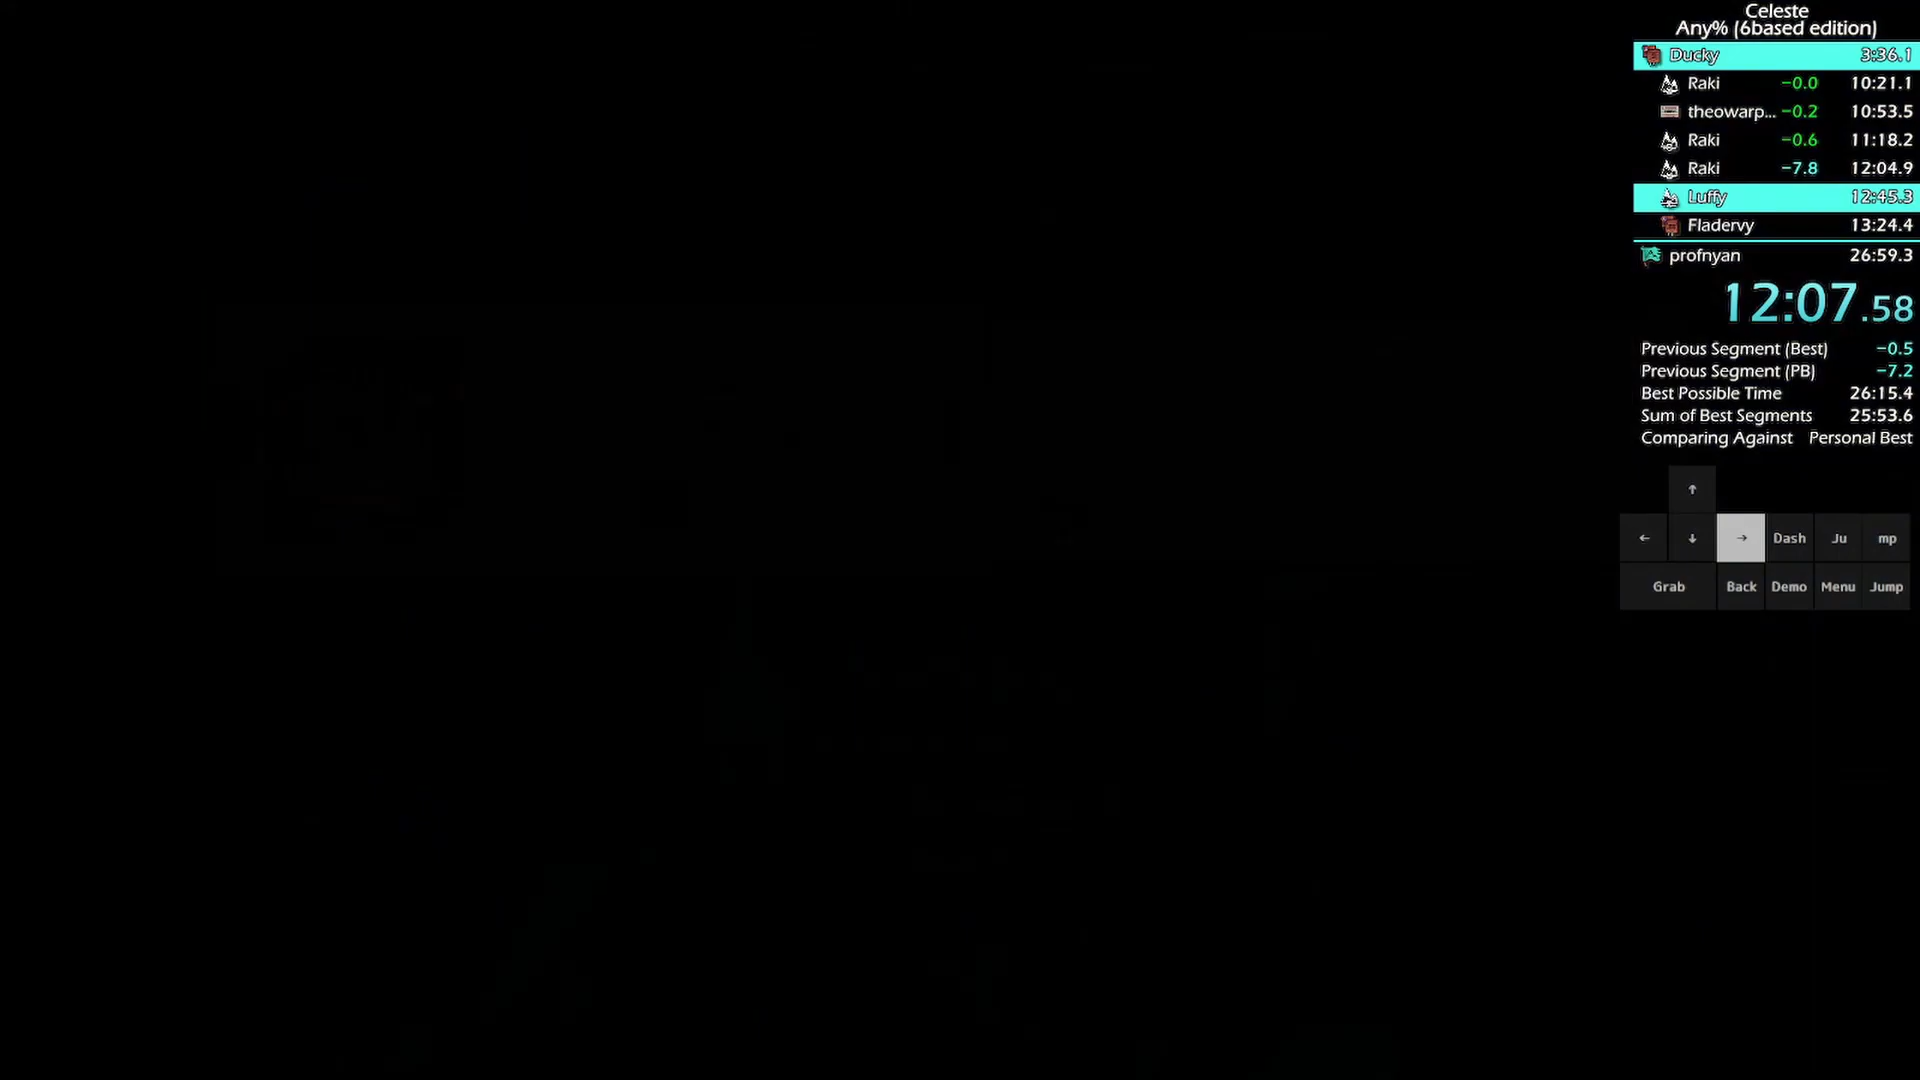 Celeste
Any% (6based edition)
Ducky 3:36.1
Raki −0.0 10:21.1
theowarp... −0.2 10:53.5
Raki −0.6 11:18.2
Raki −7.8 12:04.9
Luffy 12:45.3
Fladervy 13:24.4
profnyan 26:59.3
12:07.58
Previous Segment (Best) −0.5
Previous Segment (PB) −7.2
Best Possible Time 26:15.4
Sum of Best Segments 25:53.6
Comparing Against Personal Best
↑
← ↓ → Dash Ju mp
Grab Back Demo Menu Jump